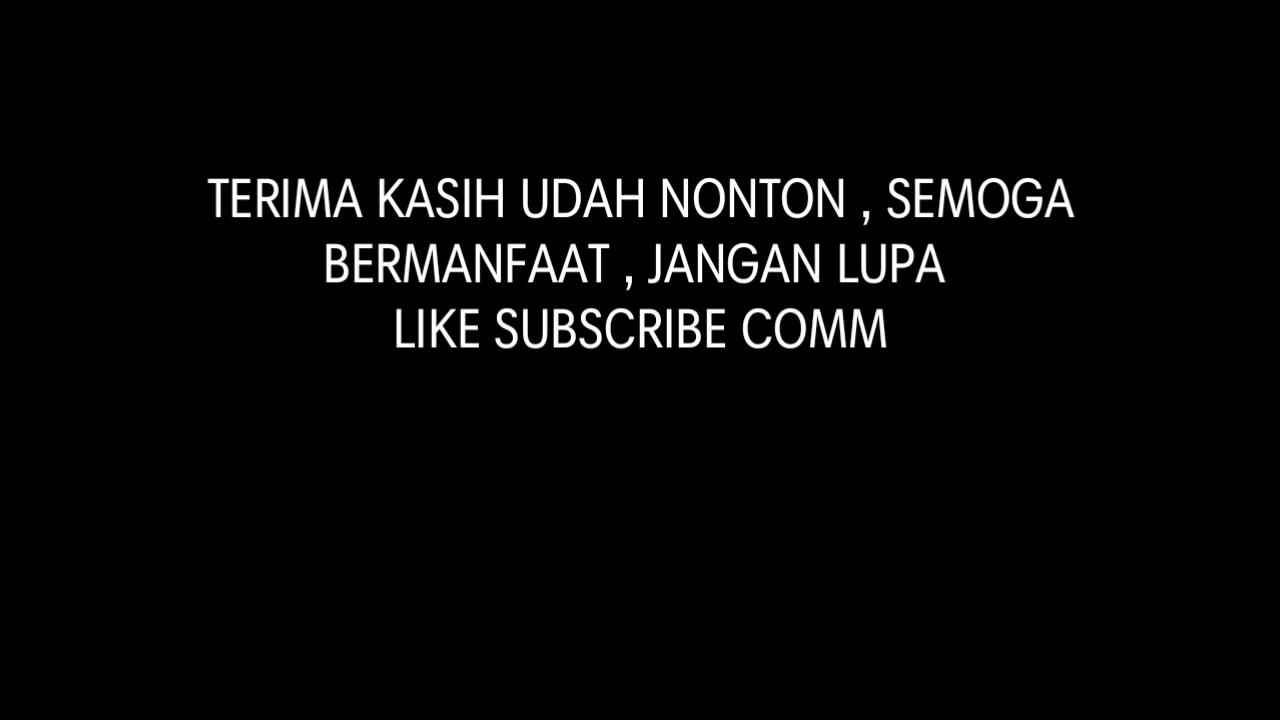 TERIMA KASIH UDAH NONTON , SEMOGA
BERMANFAAT , JANGAN LUPA
LIKE SUBSCRIBE COMM